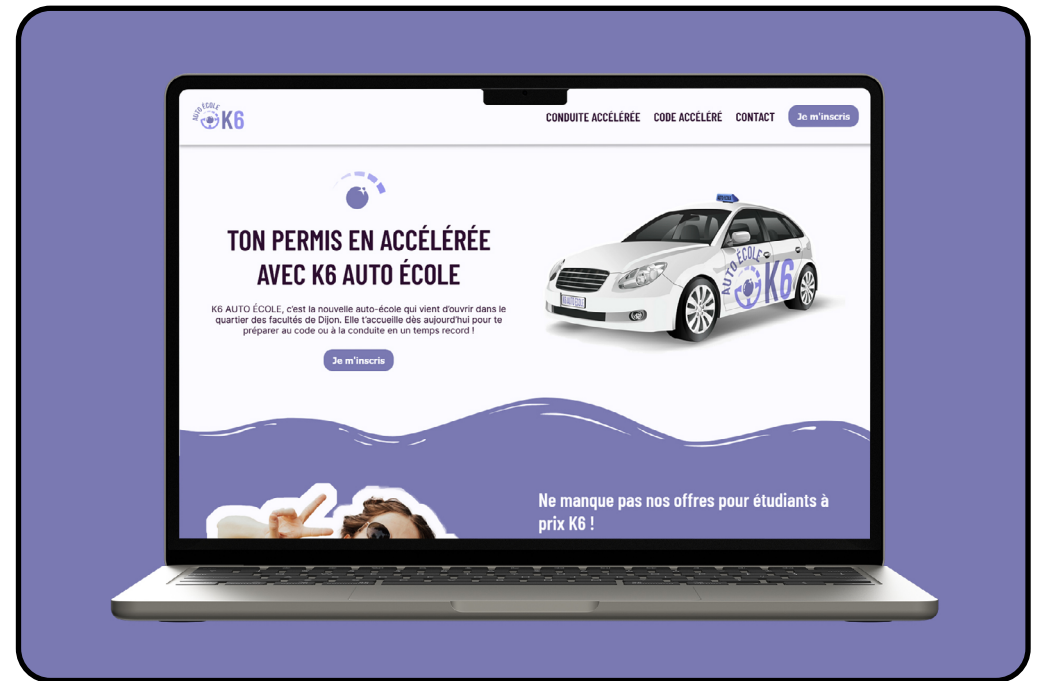 AUTO ÉCOLE
K6
CONDUITE ACCÉLÉRÉE CODE ACCÉLÉRÉ CONTACT Je m'inscris
TON PERMIS EN ACCÉLÉRÉE
AVEC K6 AUTO ÉCOLE
K6 AUTO ÉCOLE, c'est la nouvelle auto-école qui vient d'ouvrir dans le
quartier des facultés de Dijon. Elle t'accueille dès aujourd'hui pour te
préparer au code ou à la conduite en un temps record !
Je m'inscris
AUTO ÉCOLE
K6
Ne manque pas nos offres pour étudiants à
prix K6 !